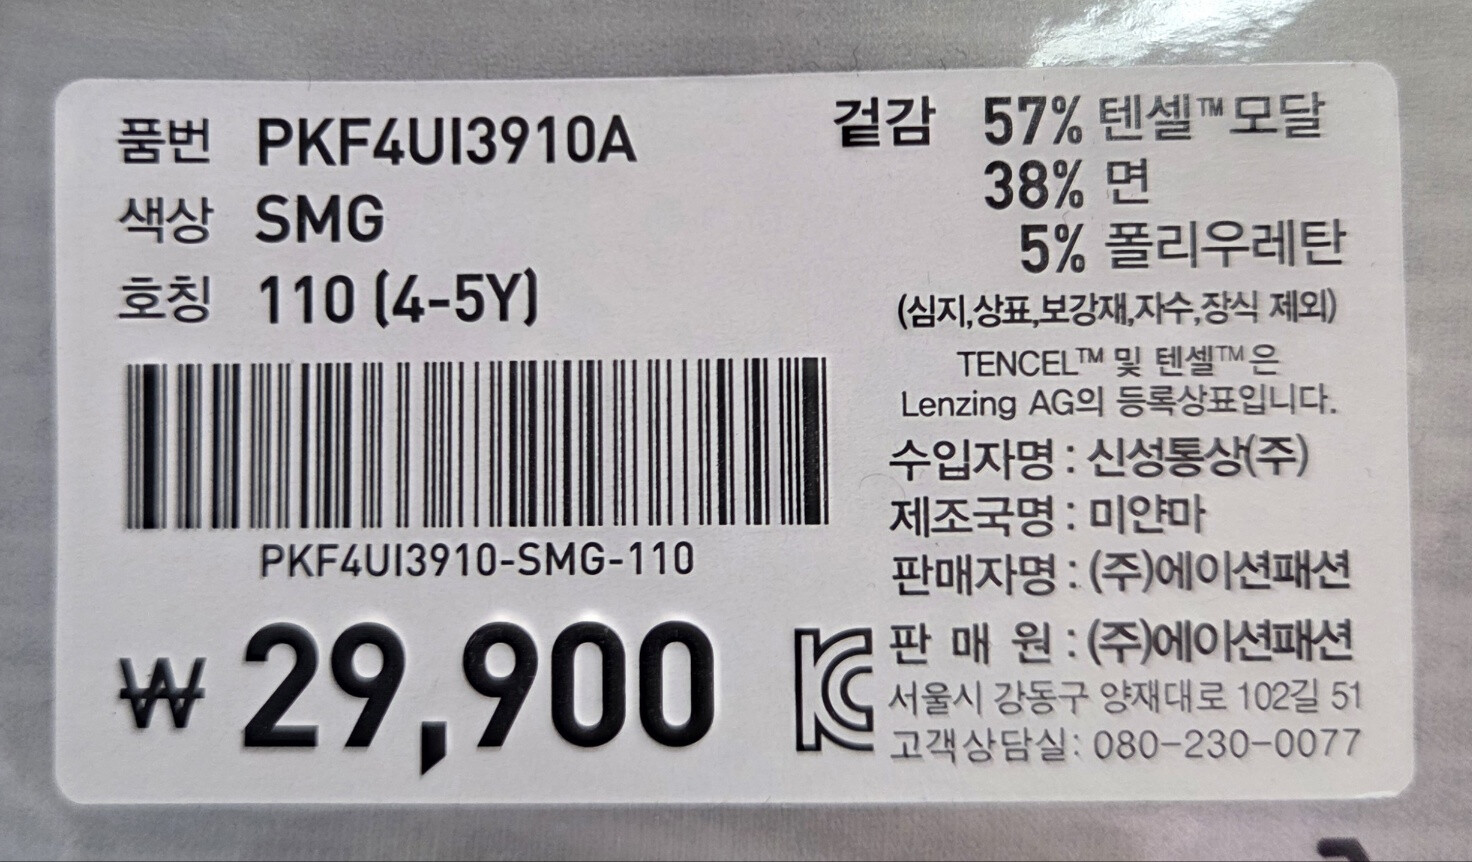 품번 PKF4UI3910A
색상 SMG
호칭 110 (4-5Y)
PKF4UI3910-SMG-110
₩ 29,900
겉감 57% 텐셀™모달
38% 면
5% 폴리우레탄
(심지,상표,보강재,자수,장식 제외)
TENCEL™ 및 텐셀™은
Lenzing AG의 등록상표입니다.
수입자명 : 신성통상(주)
제조국명 : 미얀마
판매자명 : (주)에이션패션
판 매 원 : (주)에이션패션
서울시 강동구 양재대로 102길 51
고객상담실: 080-230-0077